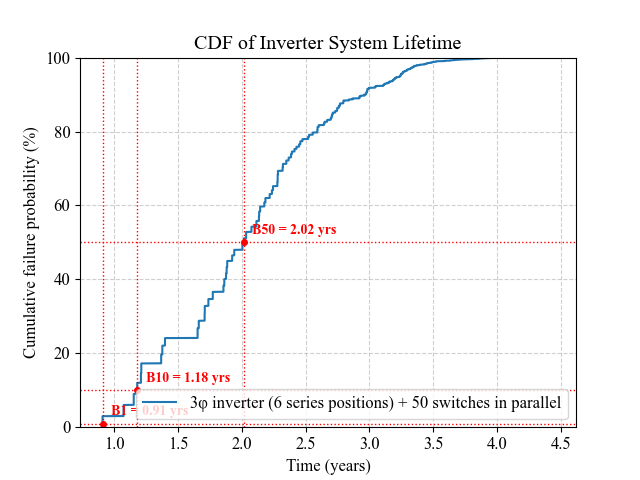 CDF of Inverter System Lifetime
Cumulative failure probability (%)
100
80
60
40
20
0
B50 = 2.02 yrs
B10 = 1.18 yrs
B1 = 0.91 yrs
3φ inverter (6 series positions) + 50 switches in parallel
1.0 1.5 2.0 2.5 3.0 3.5 4.0 4.5
Time (years)